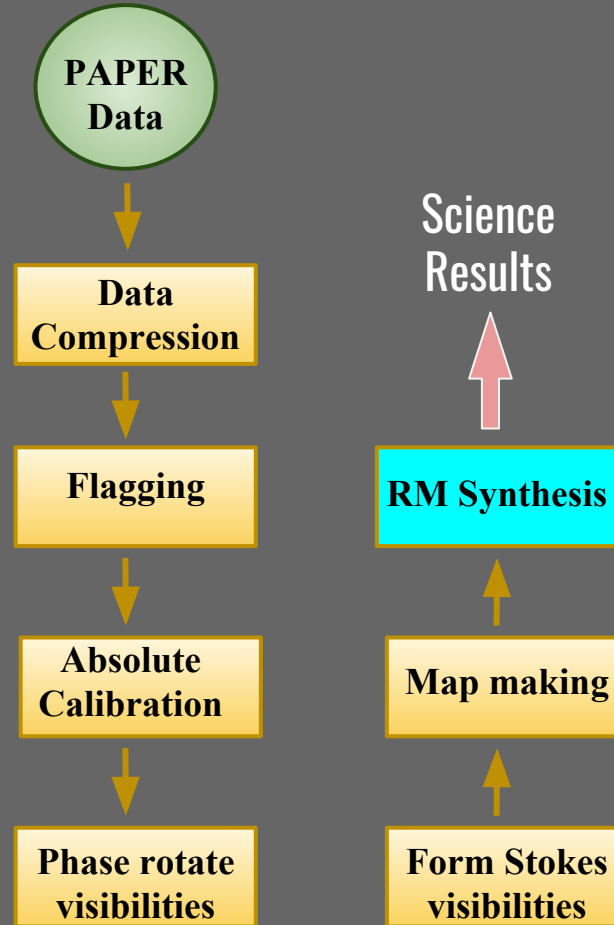 PAPER
Data
Data
Compression
Flagging
Absolute
Calibration
Phase rotate
visibilities
Science
Results
RM Synthesis
Map making
Form Stokes
visibilities